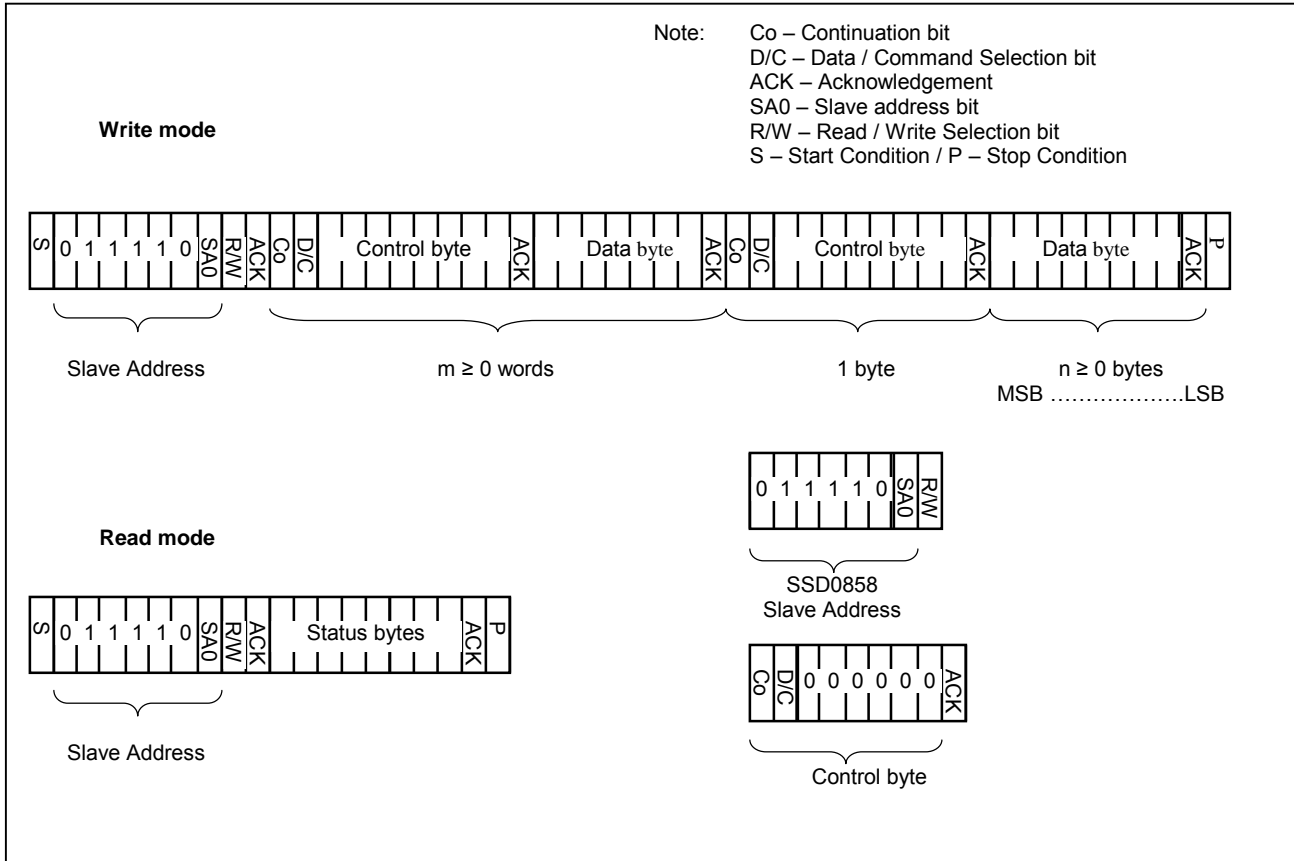 Note: Co – Continuation bit
D/C – Data / Command Selection bit
ACK – Acknowledgement
SA0 – Slave address bit
R/W – Read / Write Selection bit
S – Start Condition / P – Stop Condition
Write mode
S 0 1 1 1 1 0 SA0 R/W ACK Co D/C Control byte ACK Data byte ACK Co D/C Control byte ACK Data byte ACK P
Slave Address m ≥ 0 words 1 byte n ≥ 0 bytes
MSB ………………..LSB
0 1 1 1 1 0 SA0 R/W
SSD0858
Slave Address
Read mode
S 0 1 1 1 1 0 SA0 R/W ACK Status bytes ACK P
Slave Address
Co D/C 0 0 0 0 0 0 ACK
Control byte